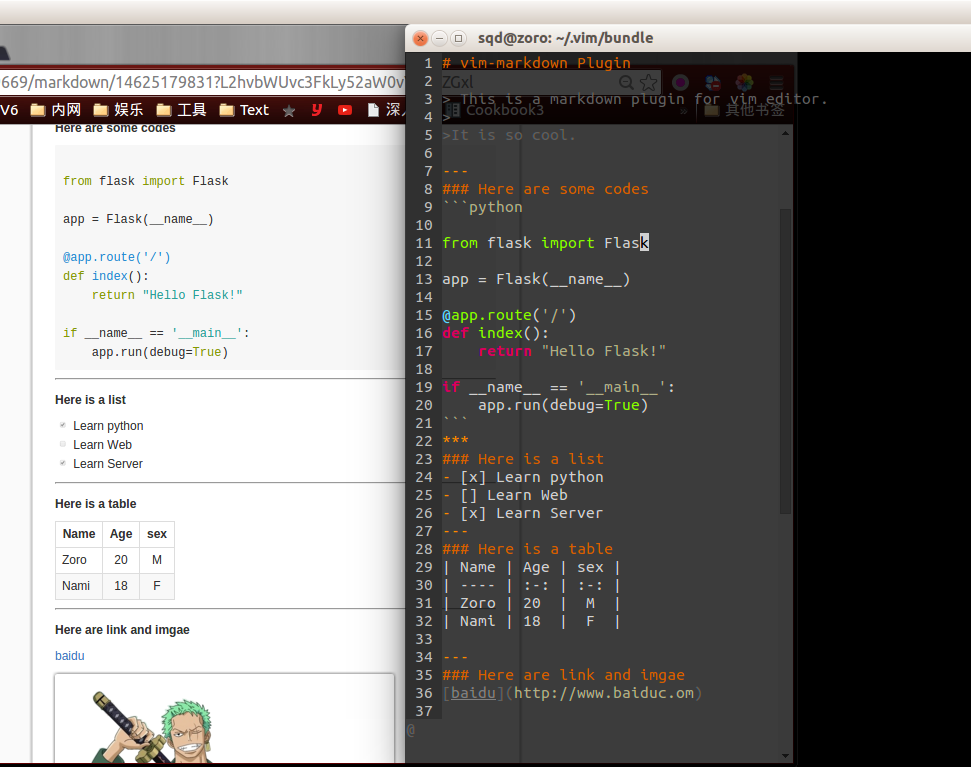 sqd@zoro: ~/.vim/bundle
669/markdown/14625179831?L2hvbWUvc3FkLy52aW0v
ZGxl
V6 内网 娱乐 工具 Text 深入
Cookbook3 » 其他书签
Here are some codes
from flask import Flask
app = Flask(__name__)
@app.route('/')
def index():
    return "Hello Flask!"
if __name__ == '__main__':
    app.run(debug=True)
Here is a list
Learn python
Learn Web
Learn Server
Here is a table
Name Age sex
Zoro 20 M
Nami 18 F
Here are link and imgae
baidu
1 # vim-markdown Plugin
2
3 > This is a markdown plugin for vim editor.
4 >
5 >It is so cool.
6
7 ---
8 ### Here are some codes
9 ```python
10
11 from flask import Flask
12
13 app = Flask(__name__)
14
15 @app.route('/')
16 def index():
17     return "Hello Flask!"
18
19 if __name__ == '__main__':
20     app.run(debug=True)
21 ```
22 ***
23 ### Here is a list
24 - [x] Learn python
25 - [] Learn Web
26 - [x] Learn Server
27 ---
28 ### Here is a table
29 | Name | Age | sex |
30 | ---- | :-: | :-: |
31 | Zoro | 20  |  M  |
32 | Nami | 18  |  F  |
33
34 ---
35 ### Here are link and imgae
36 [baidu](http://www.baiduc.om)
37
@